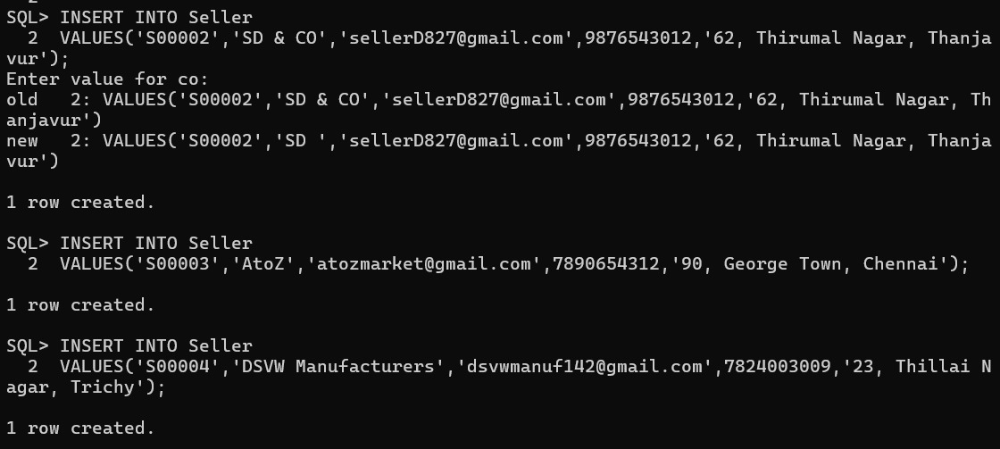 SQL> INSERT INTO Seller
  2  VALUES('S00002','SD & CO','sellerD827@gmail.com',9876543012,'62, Thirumal Nagar, Thanja
vur');
Enter value for co:
old   2: VALUES('S00002','SD & CO','sellerD827@gmail.com',9876543012,'62, Thirumal Nagar, Th
anjavur')
new   2: VALUES('S00002','SD ','sellerD827@gmail.com',9876543012,'62, Thirumal Nagar, Thanja
vur')

1 row created.

SQL> INSERT INTO Seller
  2  VALUES('S00003','AtoZ','atozmarket@gmail.com',7890654312,'90, George Town, Chennai');

1 row created.

SQL> INSERT INTO Seller
  2  VALUES('S00004','DSVW Manufacturers','dsvwmanuf142@gmail.com',7824003009,'23, Thillai N
agar, Trichy');

1 row created.